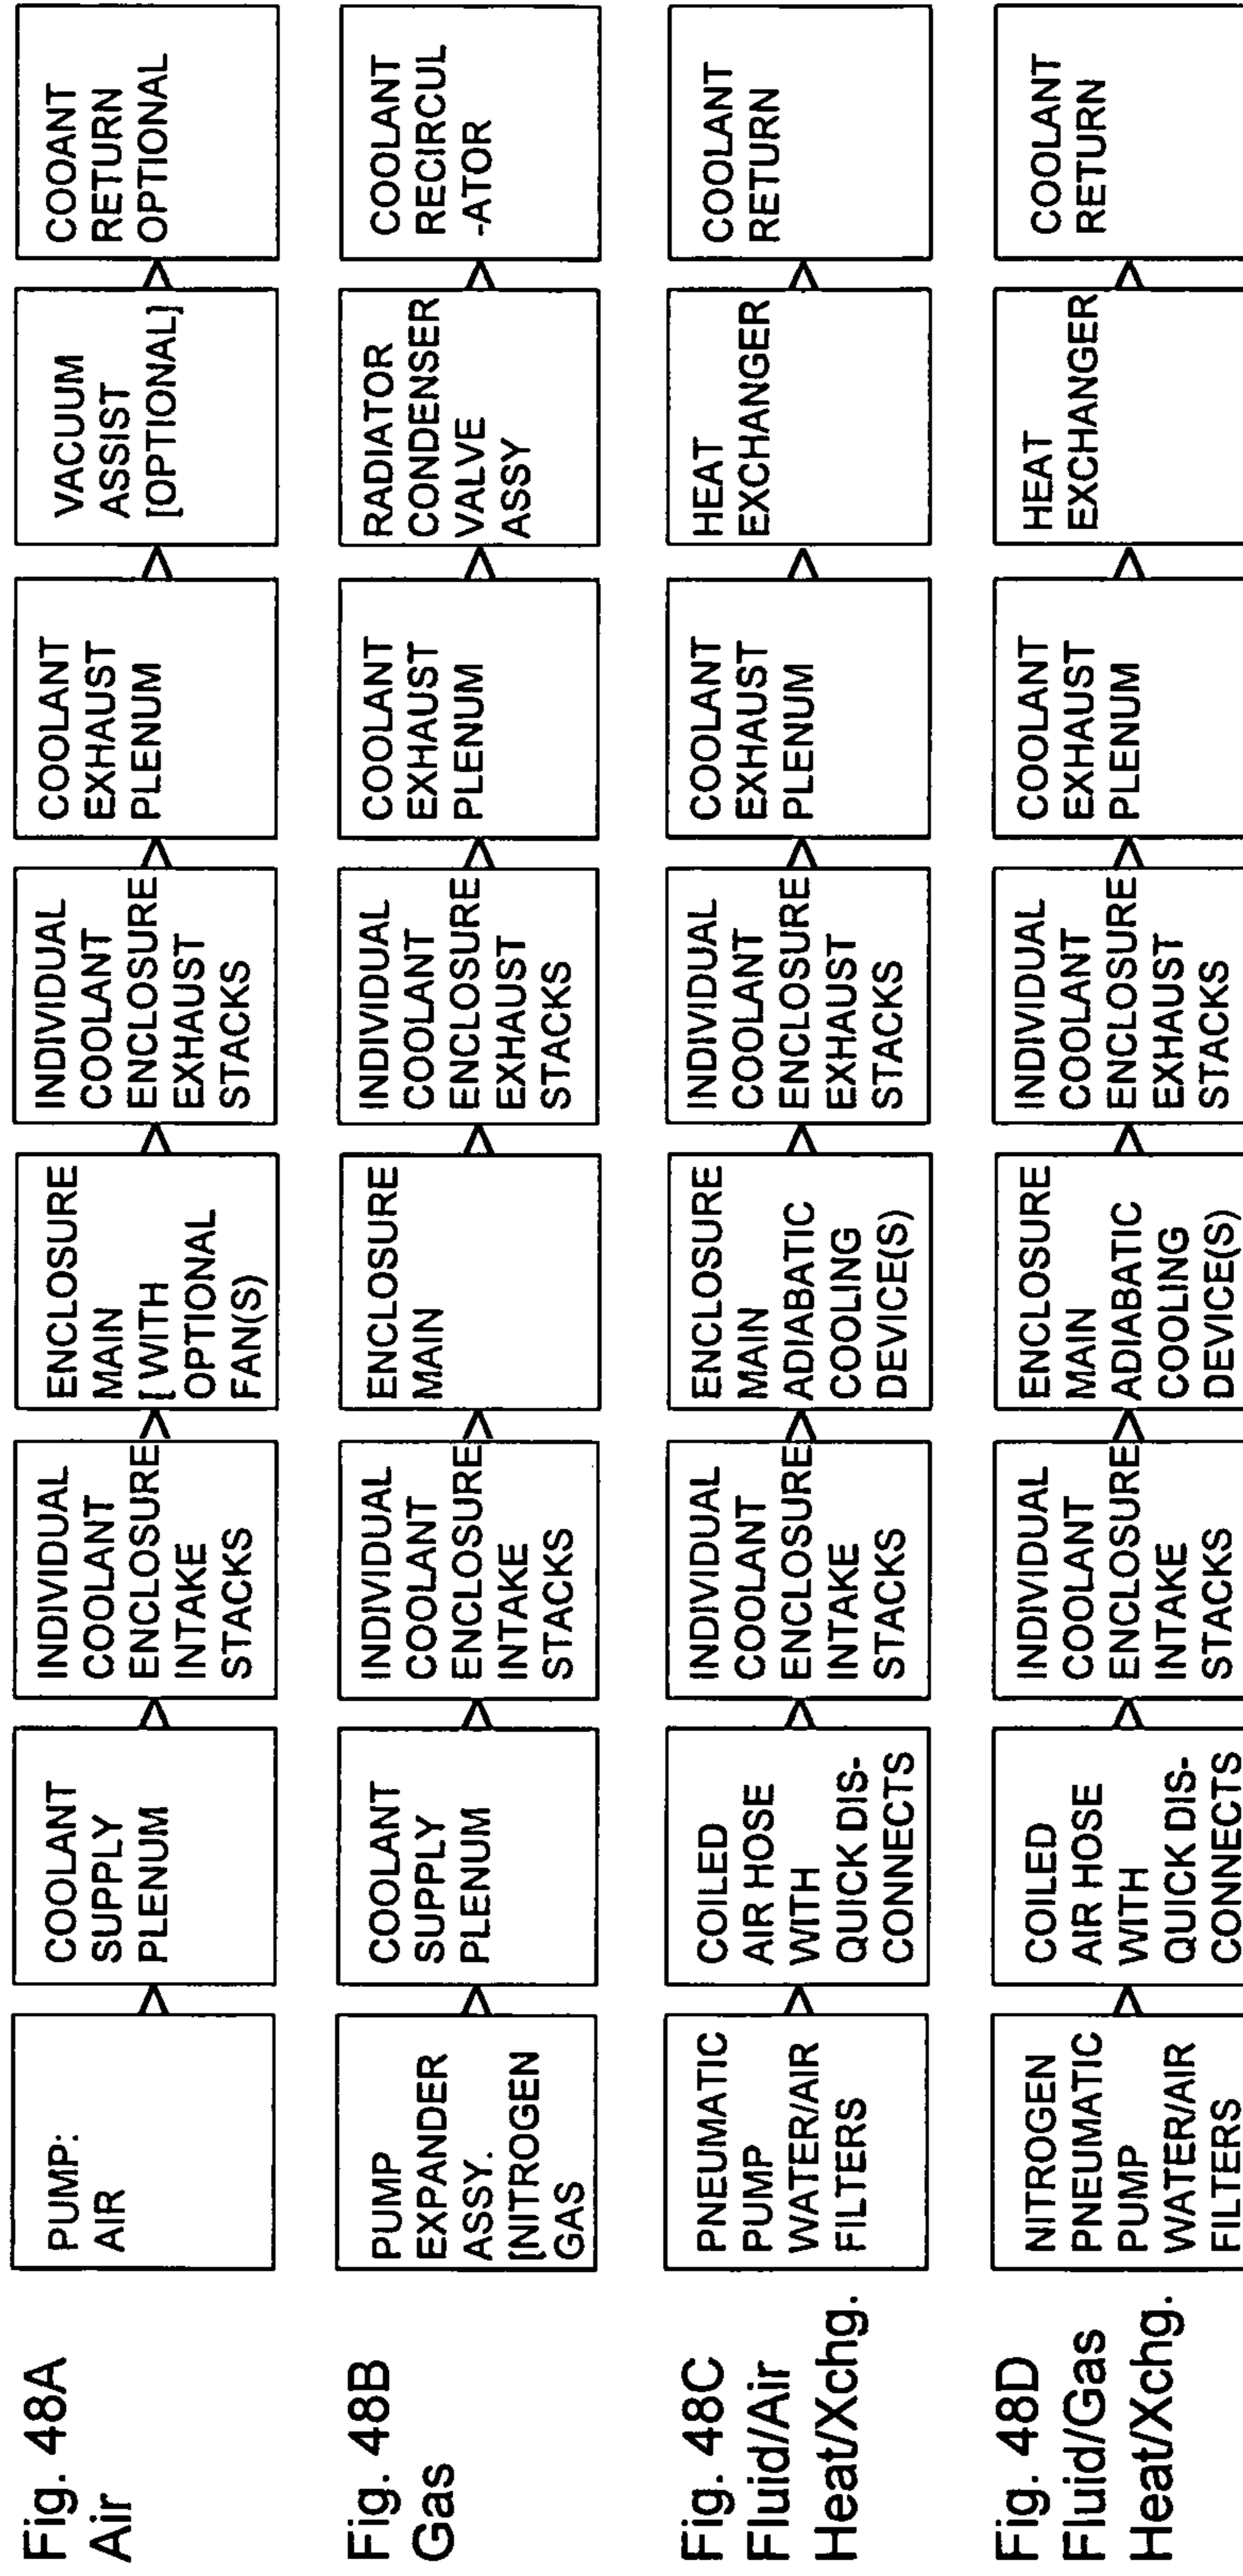 Fig. 48A
Air
PUMP:
AIR
COOLANT
SUPPLY
PLENUM
INDIVIDUAL
COOLANT
ENCLOSURE
INTAKE
STACKS
ENCLOSURE
MAIN
[ WITH
OPTIONAL
FAN(S)
INDIVIDUAL
COOLANT
ENCLOSURE
EXHAUST
STACKS
COOLANT
EXHAUST
PLENUM
VACUUM
ASSIST
[OPTIONAL]
COOANT
RETURN
OPTIONAL
Fig. 48B
Gas
PUMP
EXPANDER
ASSY.
[NITROGEN
GAS
COOLANT
SUPPLY
PLENUM
INDIVIDUAL
COOLANT
ENCLOSURE
INTAKE
STACKS
ENCLOSURE
MAIN
INDIVIDUAL
COOLANT
ENCLOSURE
EXHAUST
STACKS
COOLANT
EXHAUST
PLENUM
RADIATOR
CONDENSER
VALVE
ASSY
COOLANT
RECIRCUL
-ATOR
Fig. 48C
Fluid/Air
Heat/Xchg.
PNEUMATIC
PUMP
WATER/AIR
FILTERS
COILED
AIR HOSE
WITH
QUICK DIS-
CONNECTS
INDIVIDUAL
COOLANT
ENCLOSURE
INTAKE
STACKS
ENCLOSURE
MAIN
ADIABATIC
COOLING
DEVICE(S)
INDIVIDUAL
COOLANT
ENCLOSURE
EXHAUST
STACKS
COOLANT
EXHAUST
PLENUM
HEAT
EXCHANGER
COOLANT
RETURN
Fig. 48D
Fluid/Gas
Heat/Xchg.
NITROGEN
PNEUMATIC
PUMP
WATER/AIR
FILTERS
COILED
AIR HOSE
WITH
QUICK DIS-
CONNECTS
INDIVIDUAL
COOLANT
ENCLOSURE
INTAKE
STACKS
ENCLOSURE
MAIN
ADIABATIC
COOLING
DEVICE(S)
INDIVIDUAL
COOLANT
ENCLOSURE
EXHAUST
STACKS
COOLANT
EXHAUST
PLENUM
HEAT
EXCHANGER
COOLANT
RETURN